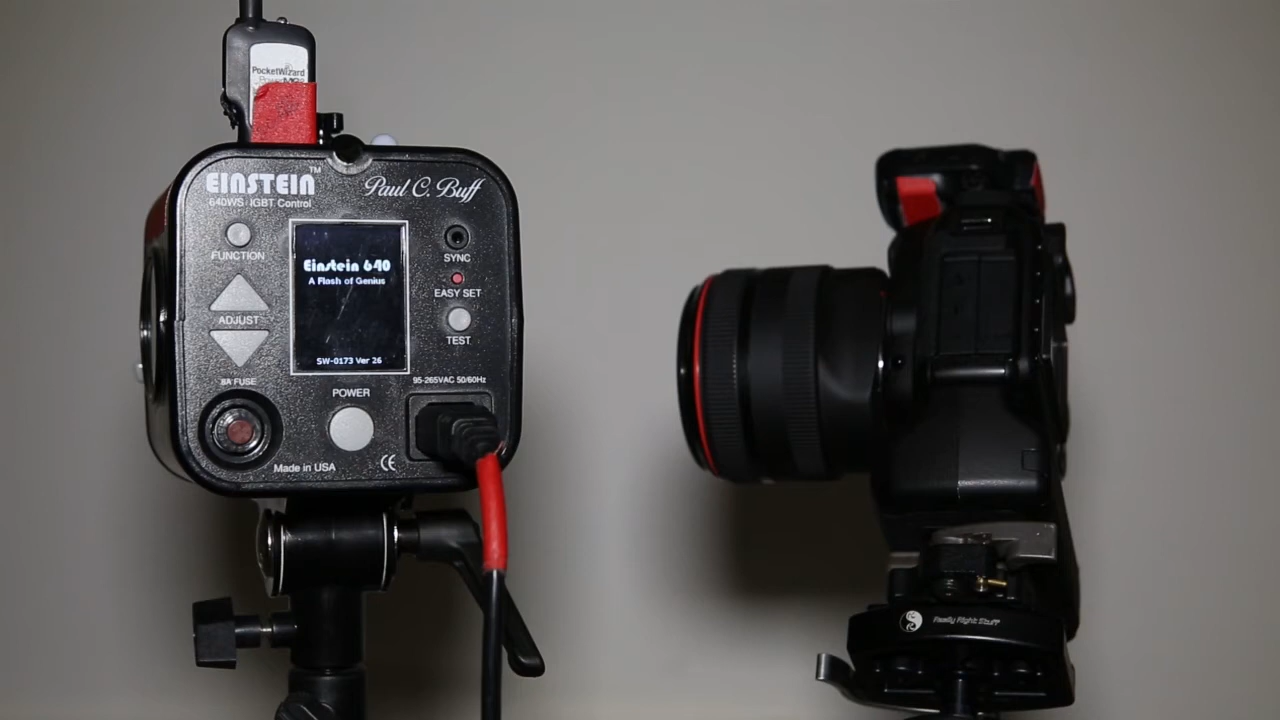 PocketWizard
EINSTEIN™
640WS IGBT Control
Paul C. Buff
FUNCTION
ADJUST
Einstein 640
A Flash of Genius
SW-0173 Ver 26
SYNC
EASY SET
TEST
8A FUSE
POWER
95-265VAC 50/60Hz
Made in USA
CE
Really Right Stuff